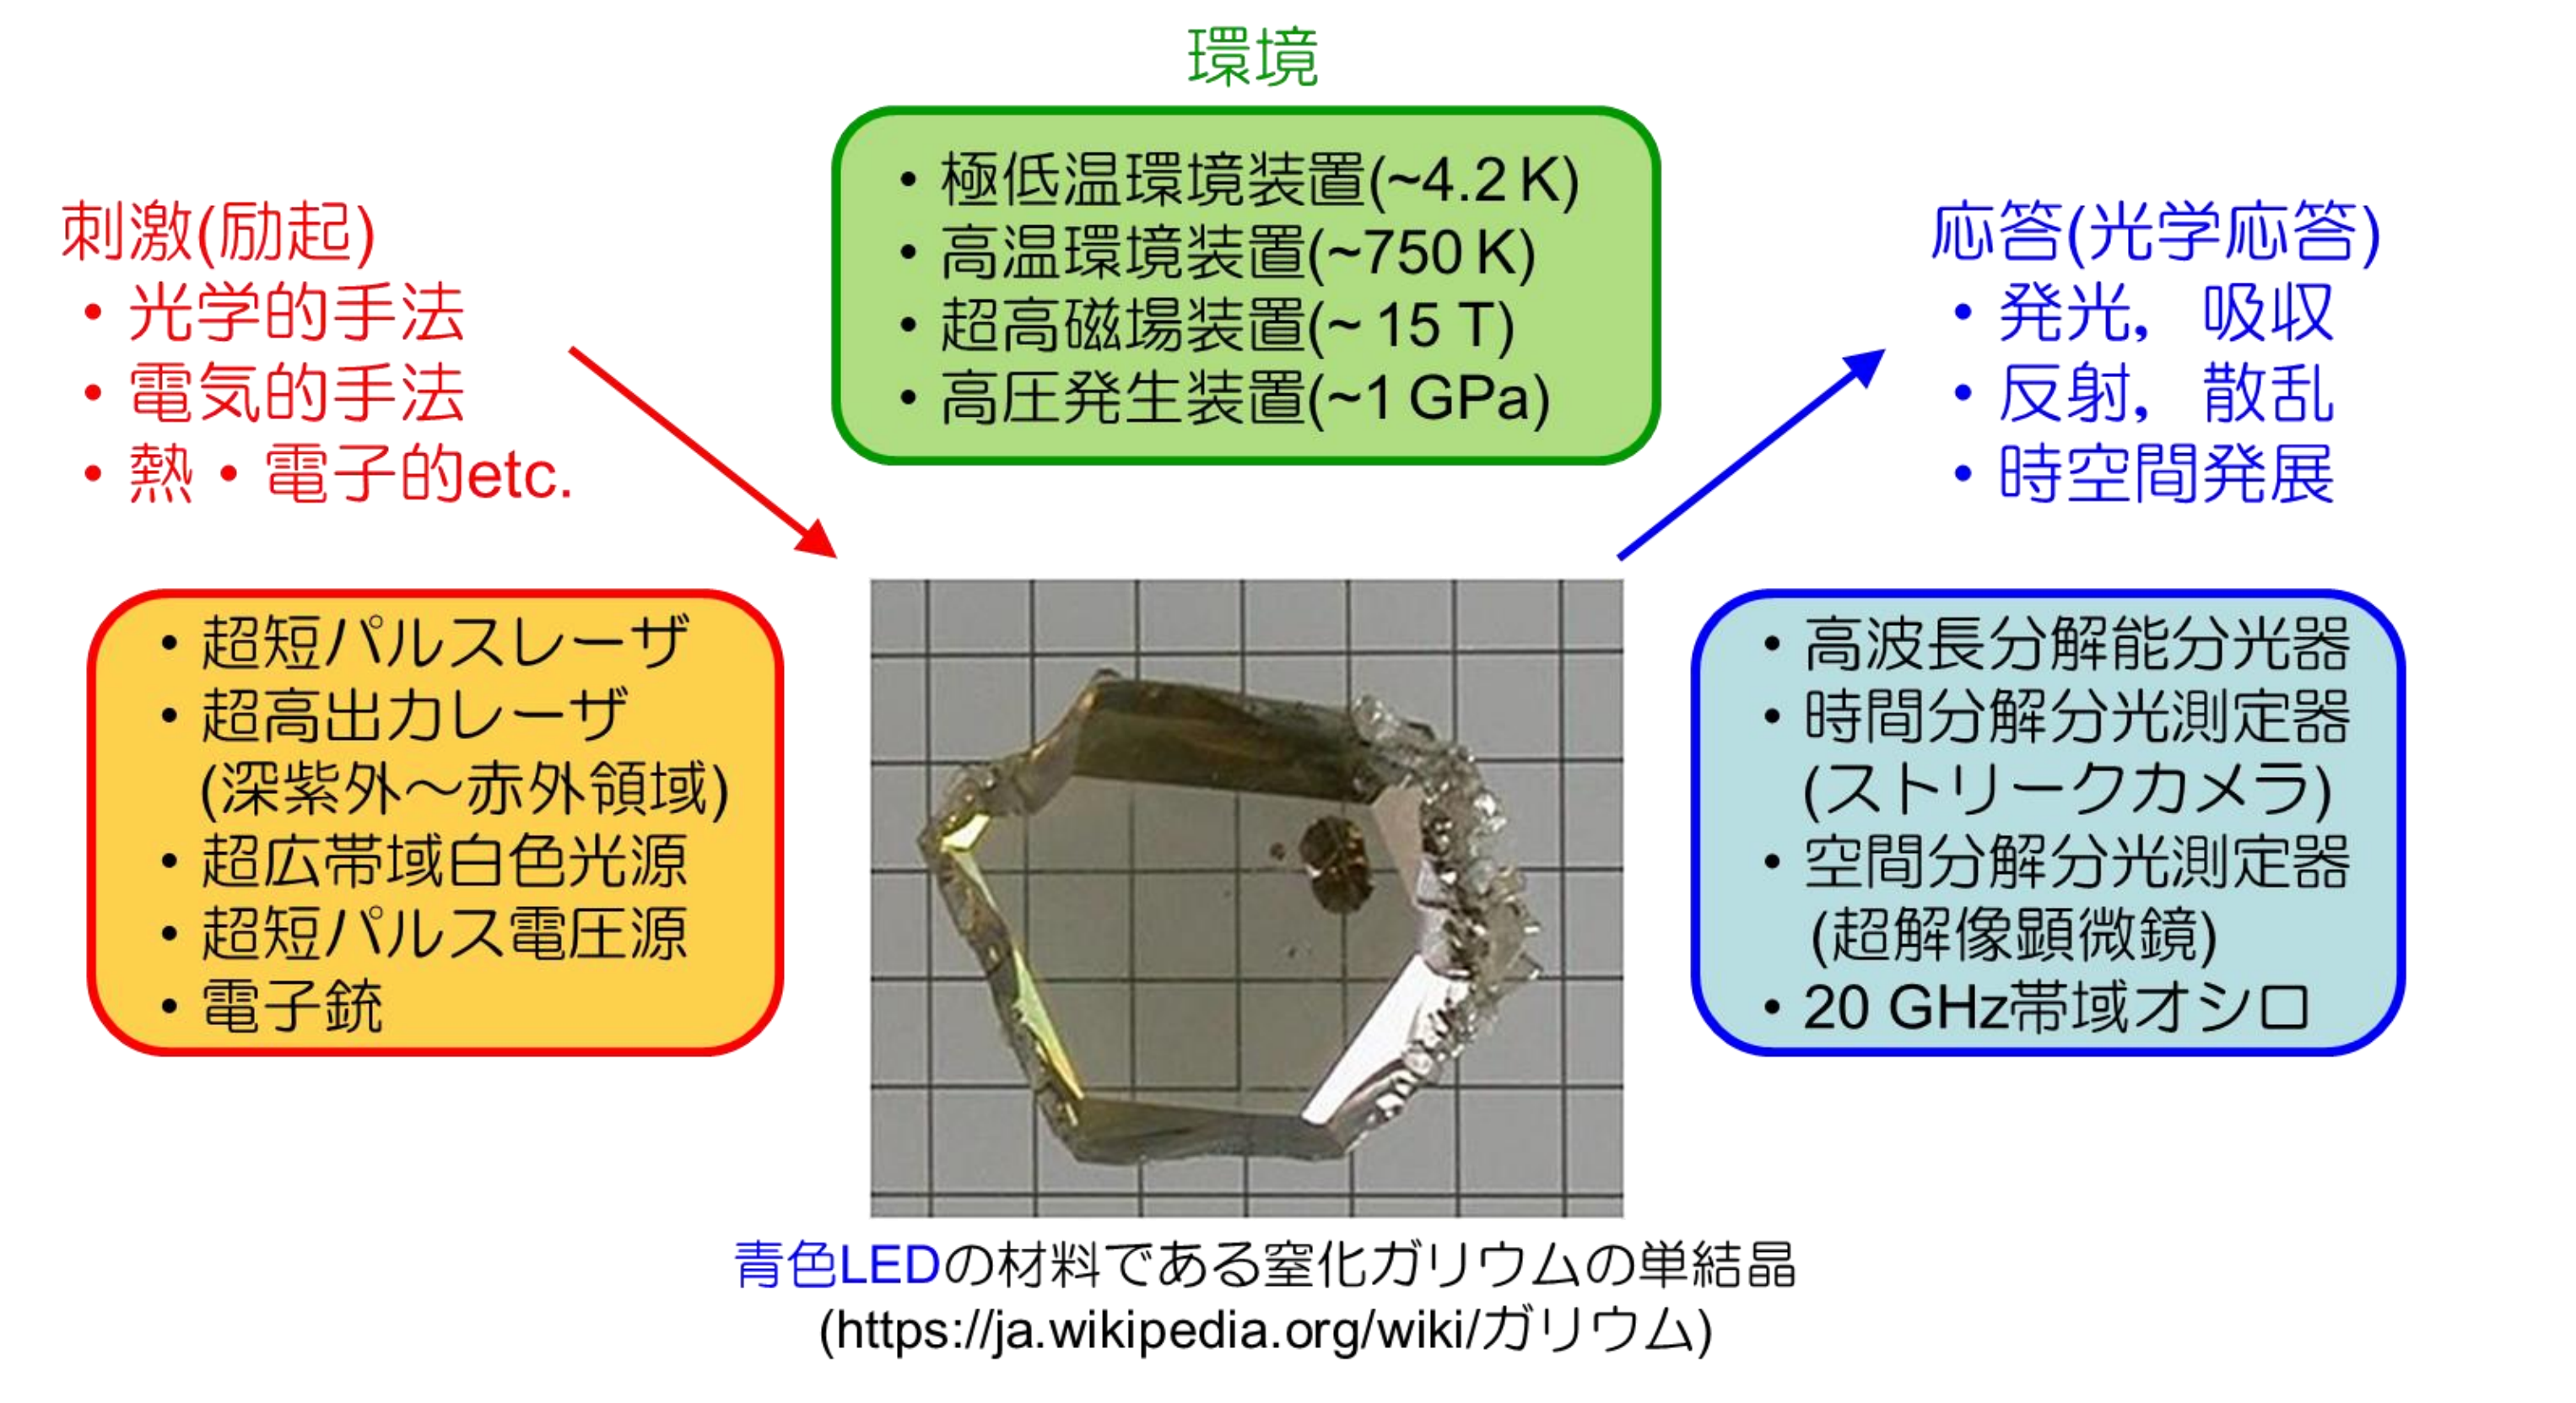 環境
・極低温環境装置(~4.2 K)
・高温環境装置(~750 K)
・超高磁場装置(~ 15 T)
・高圧発生装置(~1 GPa)
刺激(励起)
・光学的手法
・電気的手法
・熱・電子的etc.
応答(光学応答)
・発光，吸収
・反射，散乱
・時空間発展
・超短パルスレーザ
・超高出力レーザ
(深紫外～赤外領域)
・超広帯域白色光源
・超短パルス電圧源
・電子銃
・高波長分解能分光器
・時間分解分光測定器
(ストリークカメラ)
・空間分解分光測定器
(超解像顕微鏡)
・20 GHz帯域オシロ
青色LEDの材料である窒化ガリウムの単結晶
(https://ja.wikipedia.org/wiki/ガリウム)